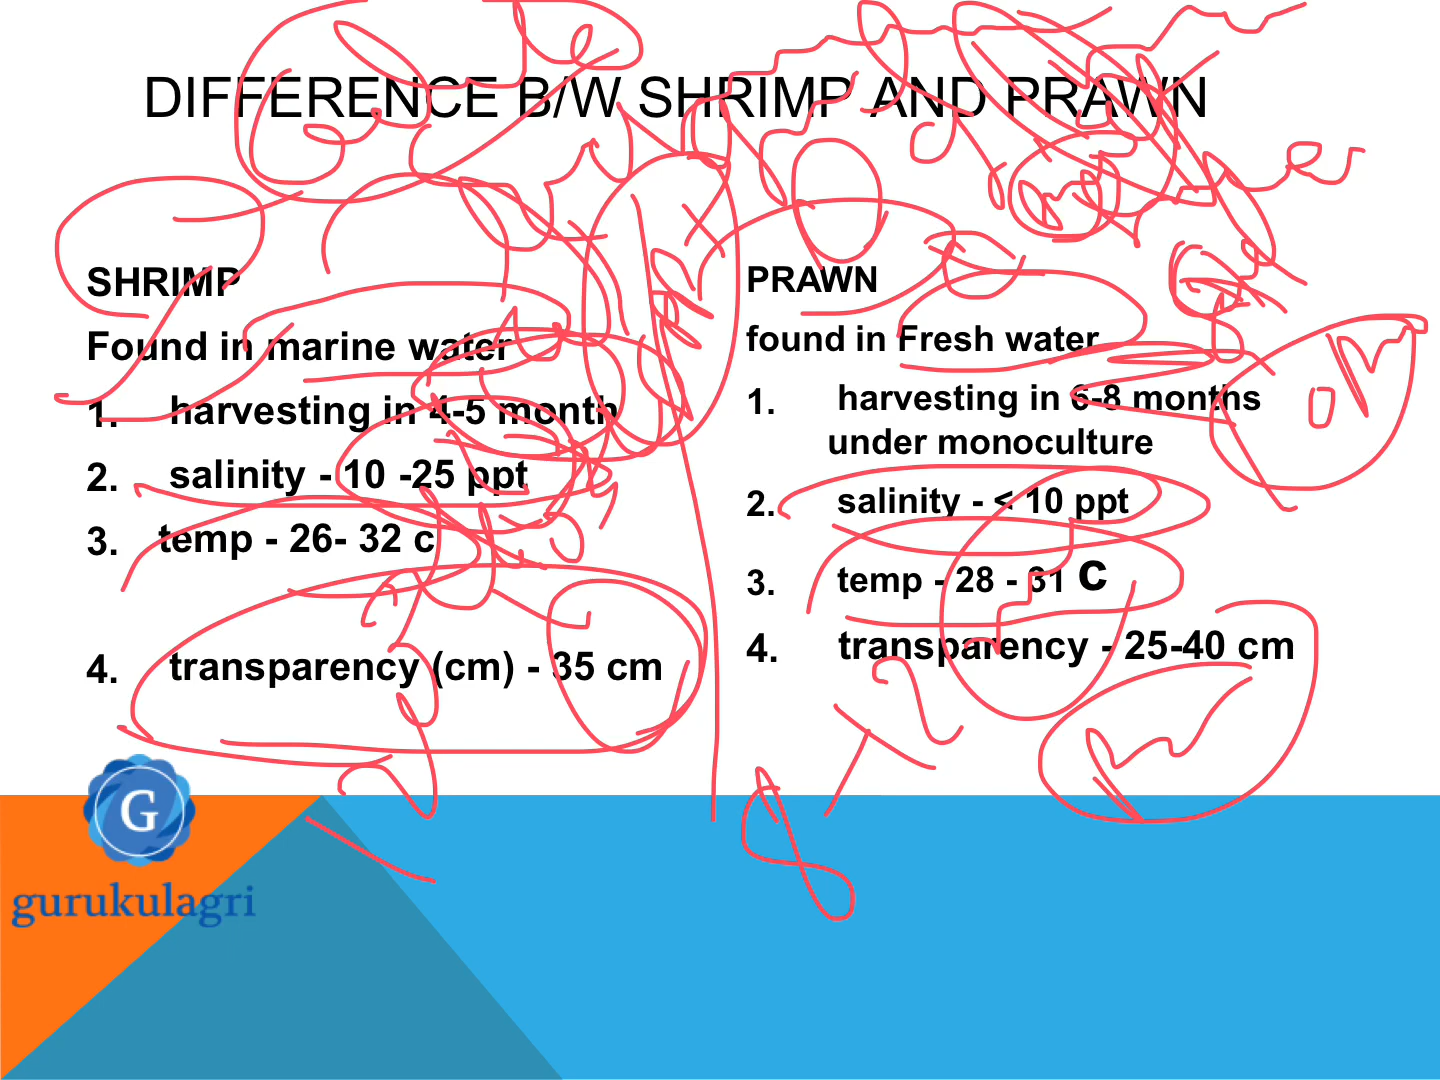 DIFFERENCE B/W SHRIMP AND PRAWN
SHRIMP
Found in marine water
1. harvesting in 4-5 month
2. salinity - 10 -25 ppt
3. temp - 26- 32 c
4. transparency (cm) - 35 cm
PRAWN
found in Fresh water
1. harvesting in 6-8 months
under monoculture
2. salinity - < 10 ppt
3. temp - 28 - 31 C
4. transparency - 25-40 cm
G
gurukulagri